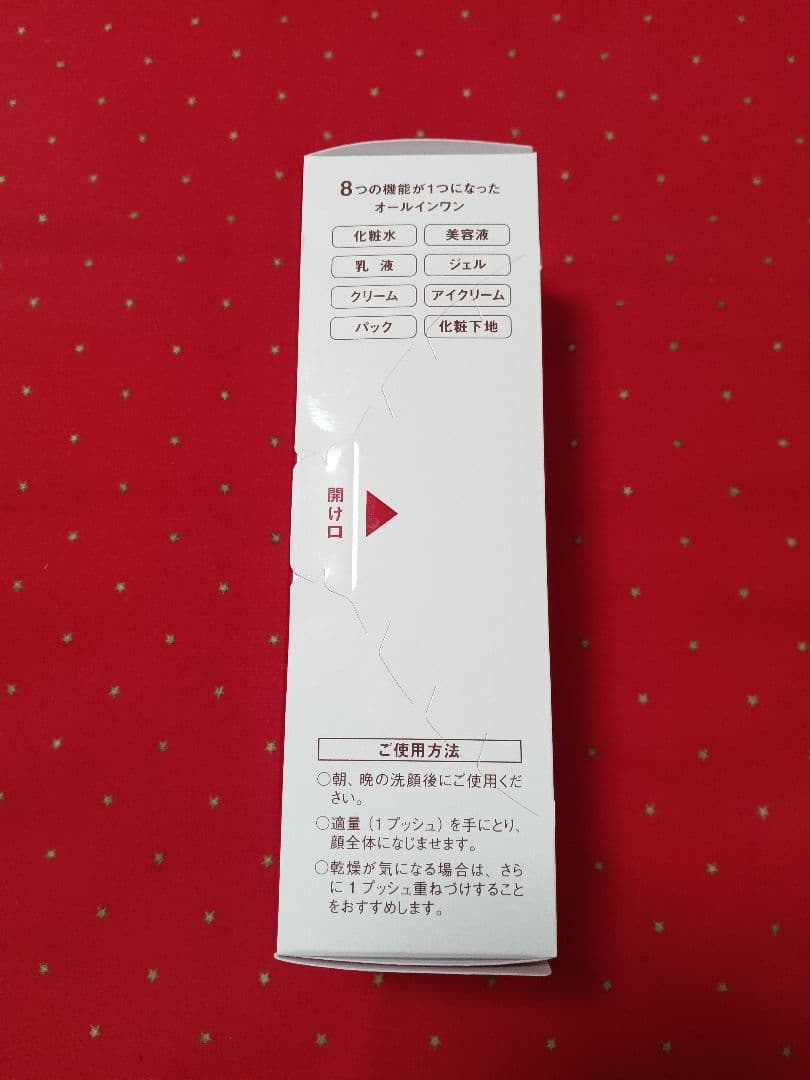 8つの機能が1つになった
オールインワン
化粧水 美容液
乳液 ジェル
クリーム アイクリーム
パック 化粧下地
開け口
ご使用方法
○朝、晩の洗顔後にご使用くだ
さい。
○適量（1プッシュ）を手にとり、
顔全体になじませます。
○乾燥が気になる場合は、さら
に1プッシュ重ねづけすること
をおすすめします。